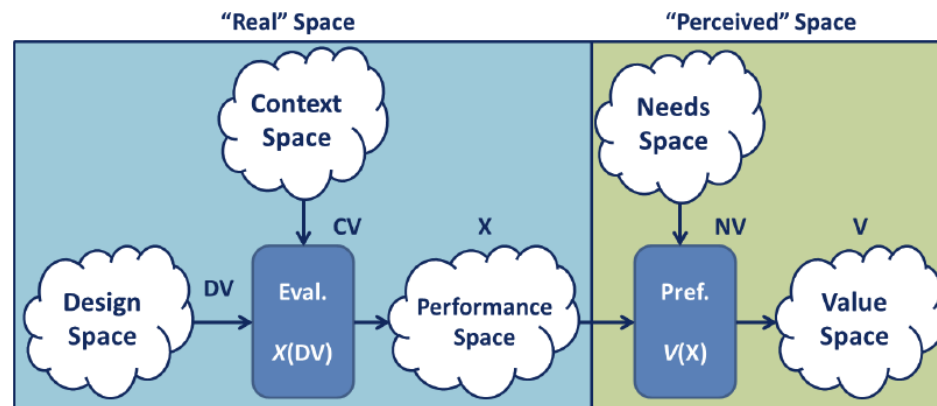 “Real” Space
“Perceived” Space
Context
Space
Needs
Space
CV
X
NV
V
Design
Space
DV
Eval.
X(DV)
Performance
Space
Pref.
V(X)
Value
Space